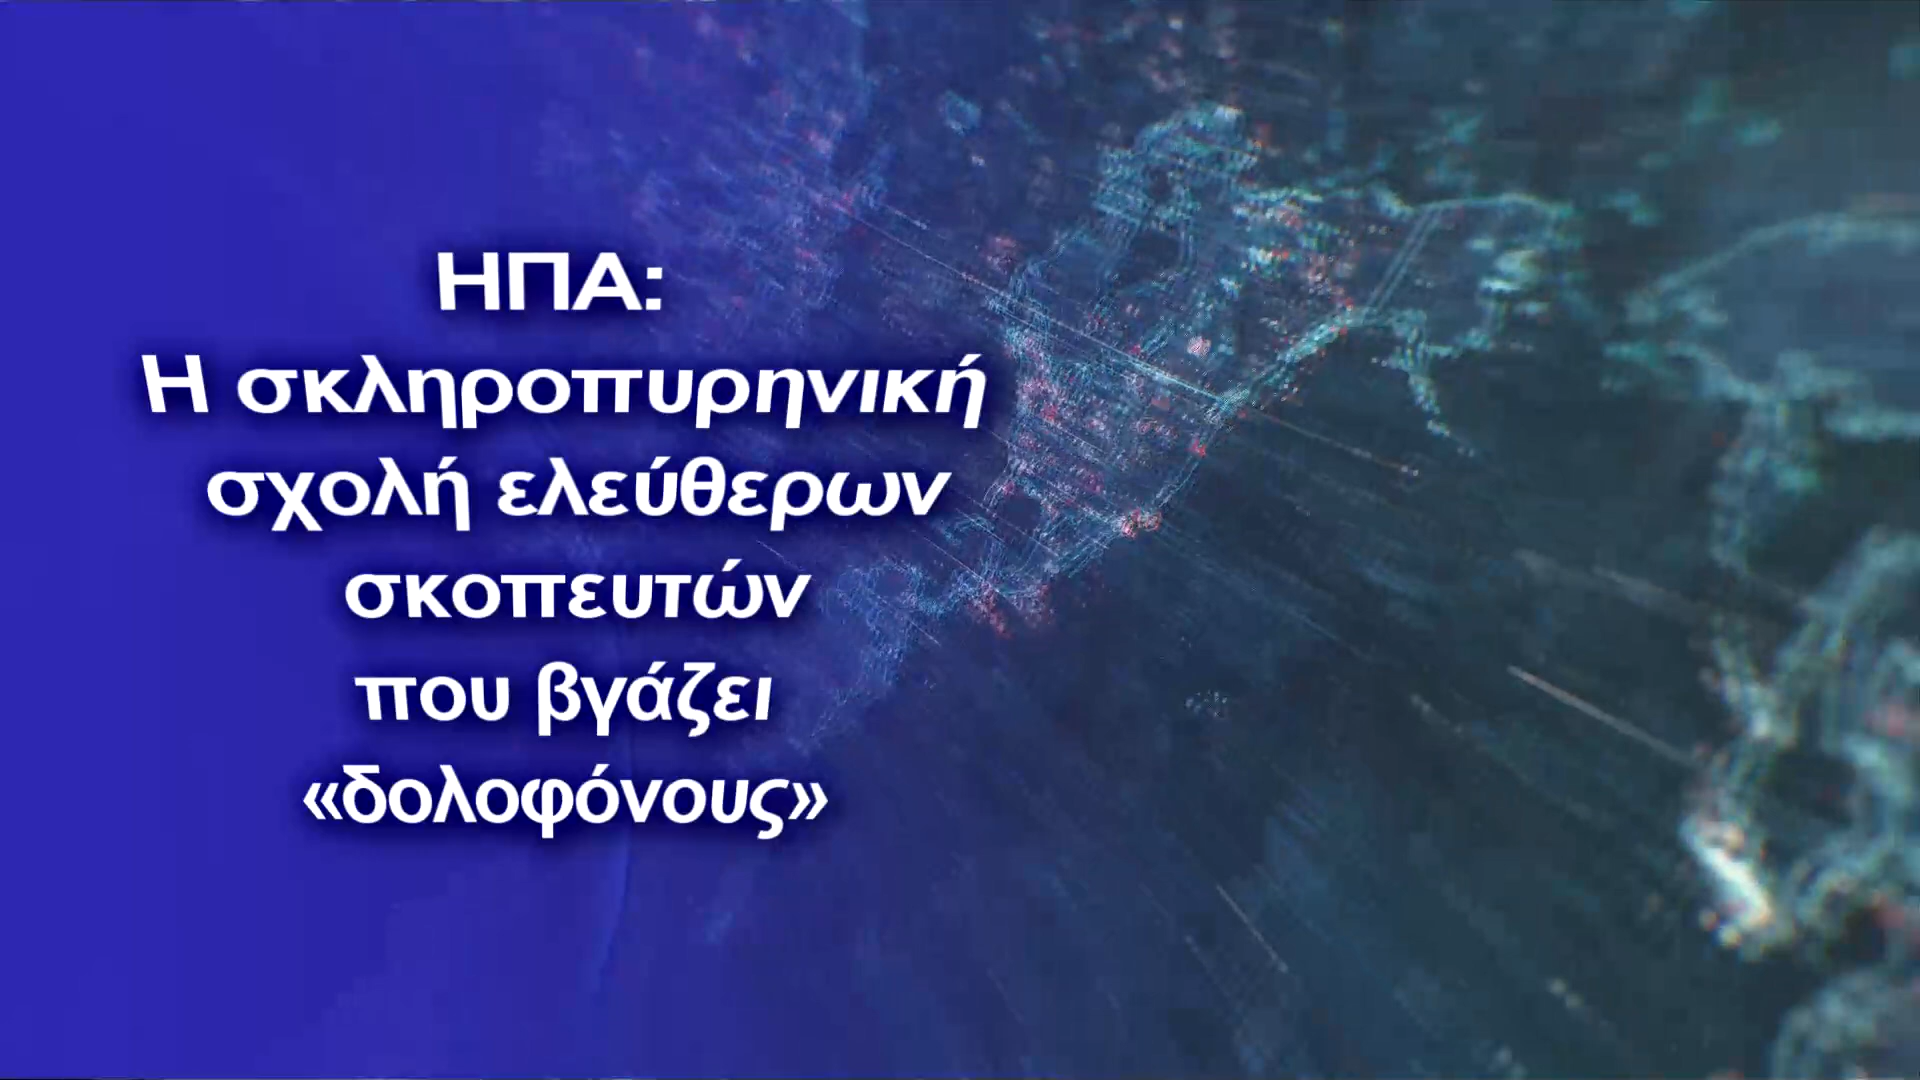 ΗΠΑ:
Η σκληροπυρηνική
σχολή ελεύθερων
σκοπευτών
που βγάζει
«δολοφόνους»